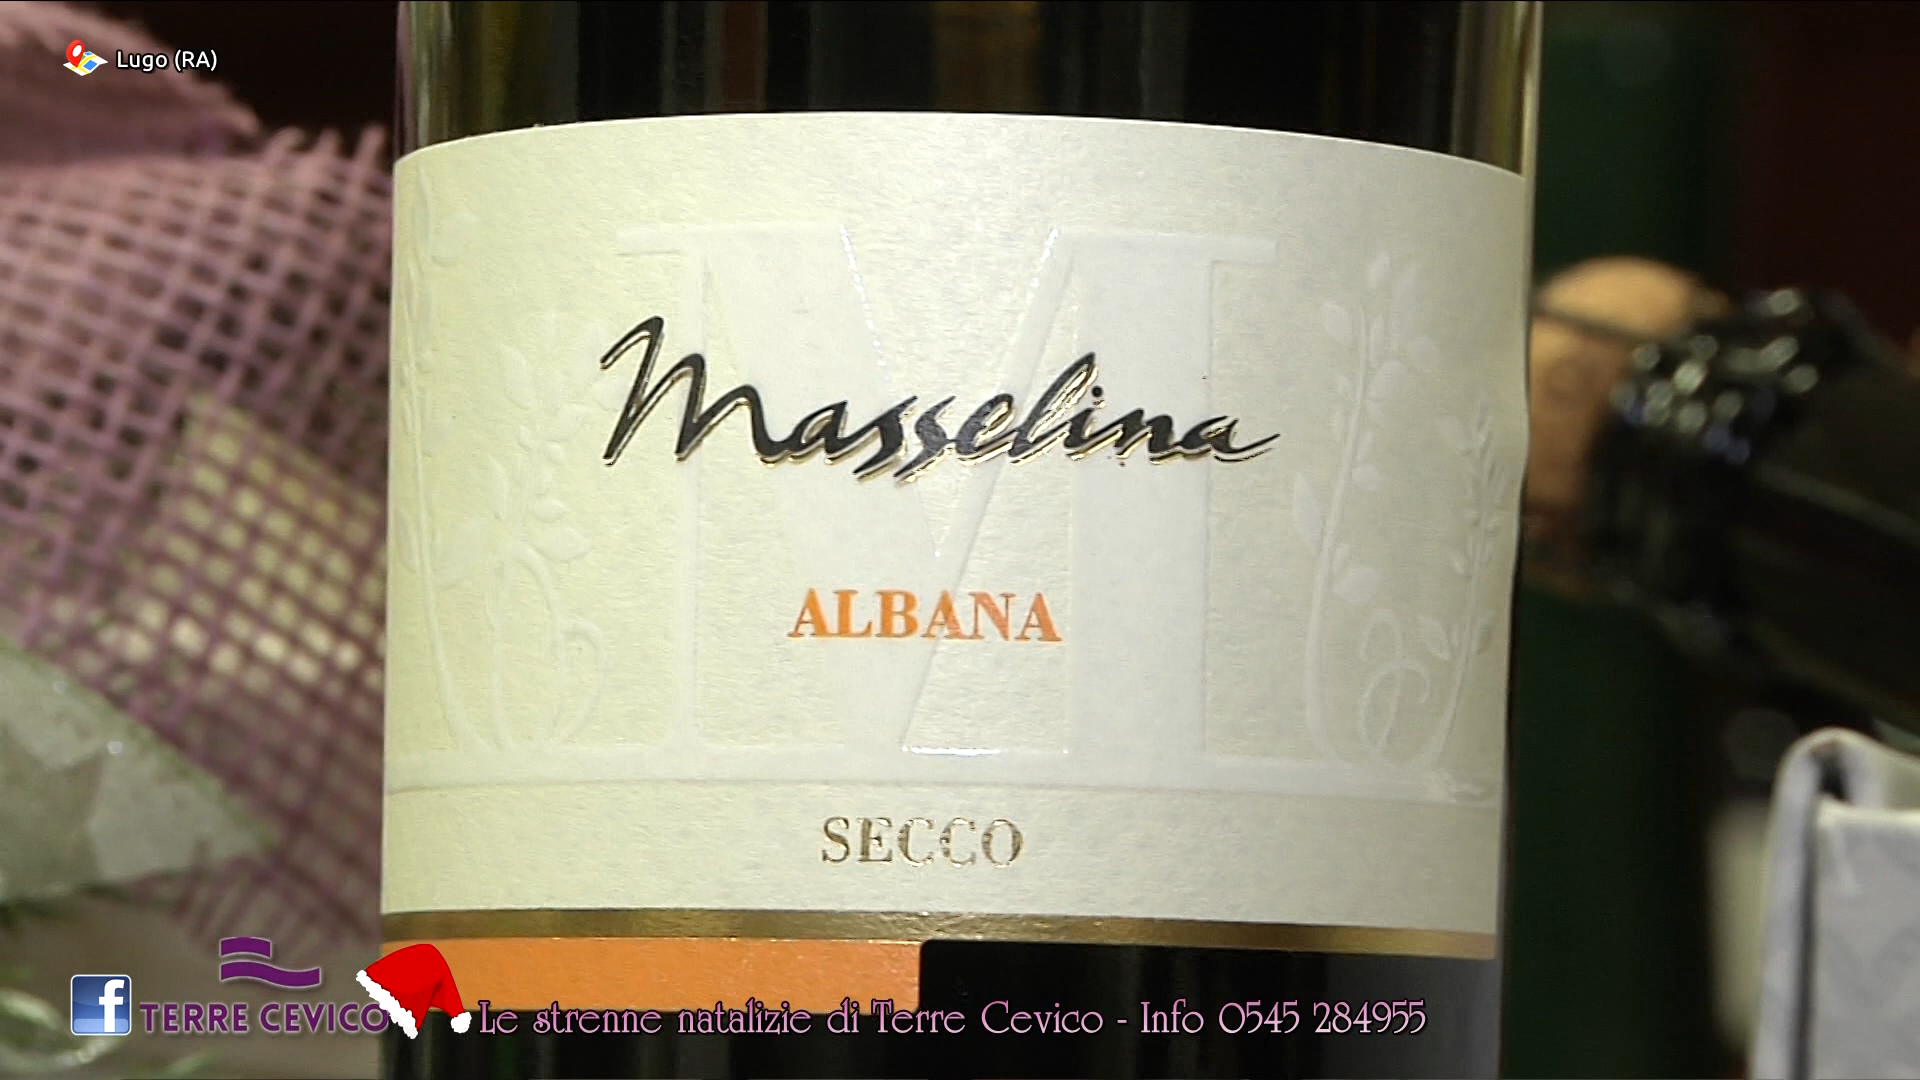 Lugo (RA)
M
Masselina
ALBANA
SECCO
f
TERRE CEVICO
Le strenne natalizie di Terre Cevico - Info 0545 284955